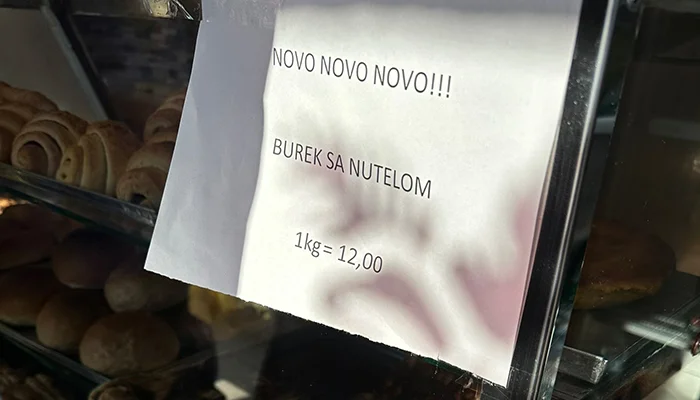 NOVO NOVO NOVO!!!
BUREK SA NUTELOM
1kg= 12,00